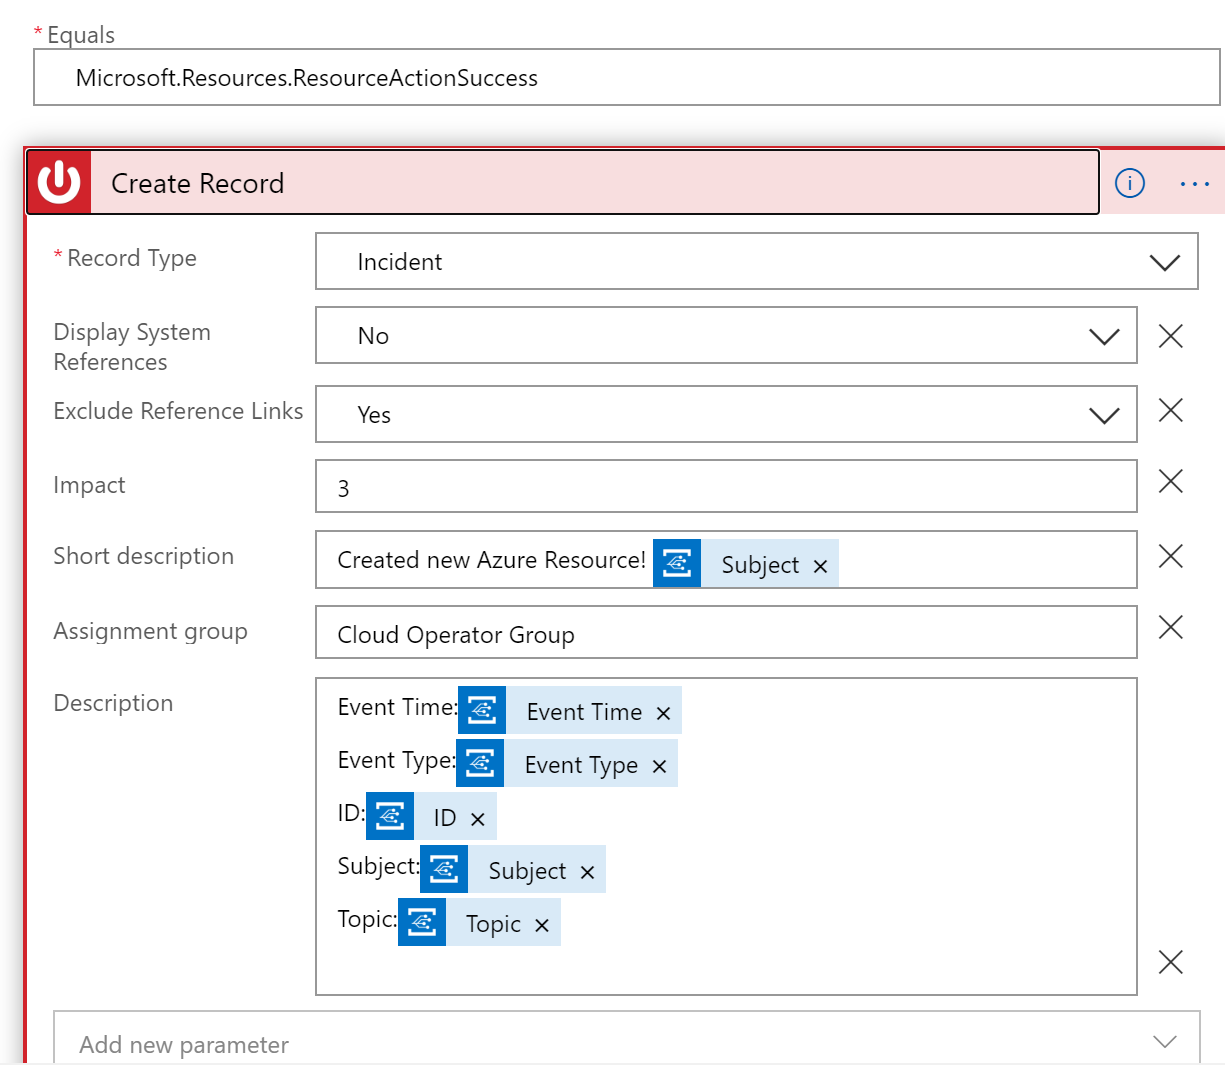 * Equals
Microsoft.Resources.ResourceActionSuccess
Create Record
* Record Type
Incident
Display System
References
No
Exclude Reference Links
Yes
Impact
3
Short description
Created new Azure Resource! Subject
Assignment group
Cloud Operator Group
Description
Event Time: Event Time
Event Type: Event Type
ID: ID
Subject: Subject
Topic: Topic
Add new parameter